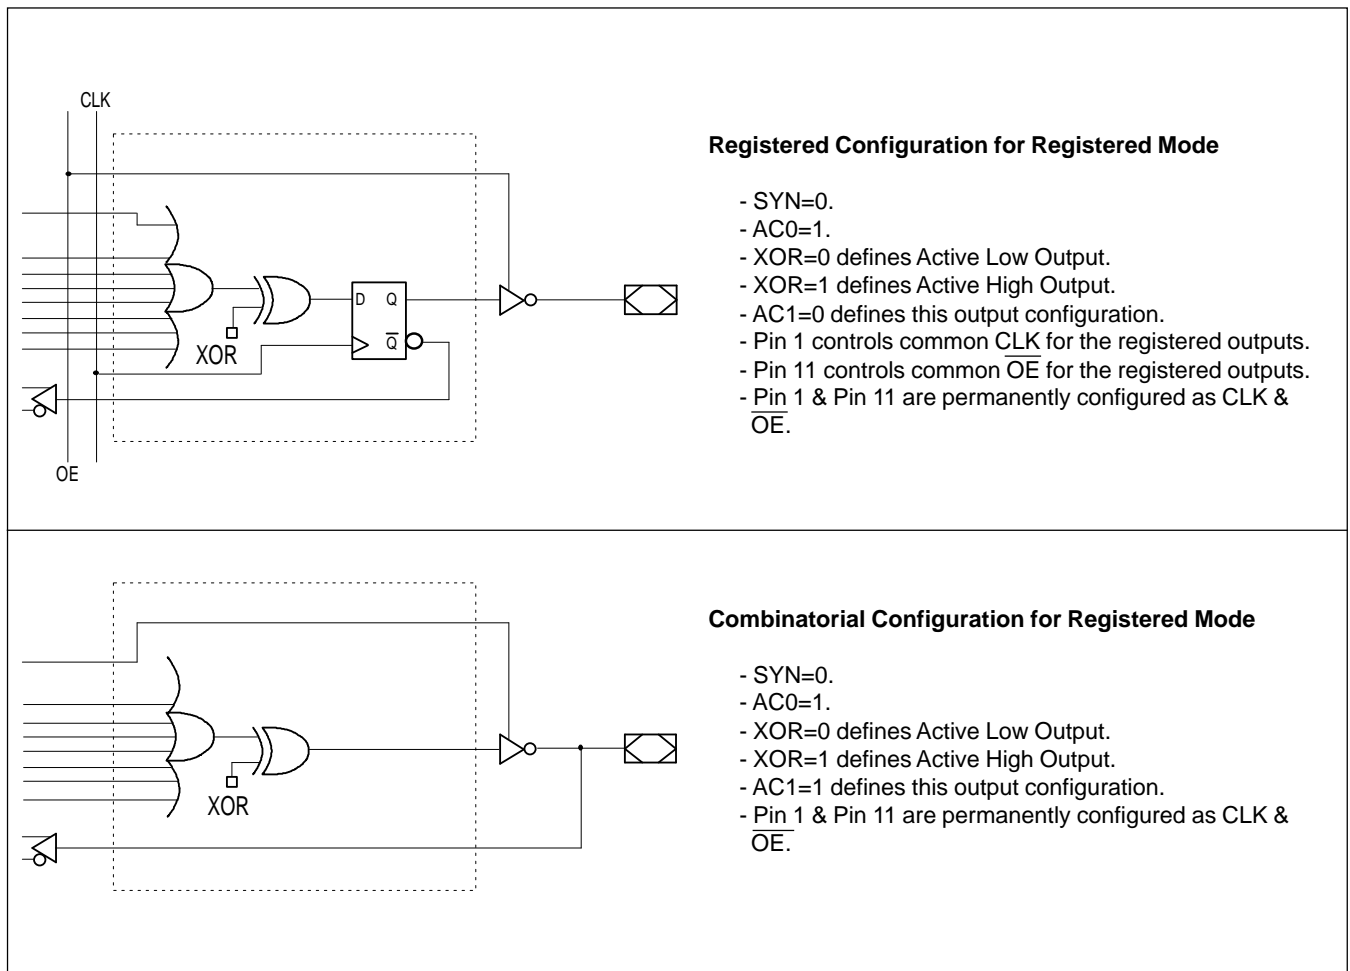 CLK
D Q
Q̅
XOR
OE
Registered Configuration for Registered Mode
- SYN=0.
- AC0=1.
- XOR=0 defines Active Low Output.
- XOR=1 defines Active High Output.
- AC1=0 defines this output configuration.
- Pin 1 controls common CLK for the registered outputs.
- Pin 11 controls common O̅E̅ for the registered outputs.
- Pin 1 & Pin 11 are permanently configured as CLK &
O̅E̅.
XOR
Combinatorial Configuration for Registered Mode
- SYN=0.
- AC0=1.
- XOR=0 defines Active Low Output.
- XOR=1 defines Active High Output.
- AC1=1 defines this output configuration.
- Pin 1 & Pin 11 are permanently configured as CLK &
O̅E̅.